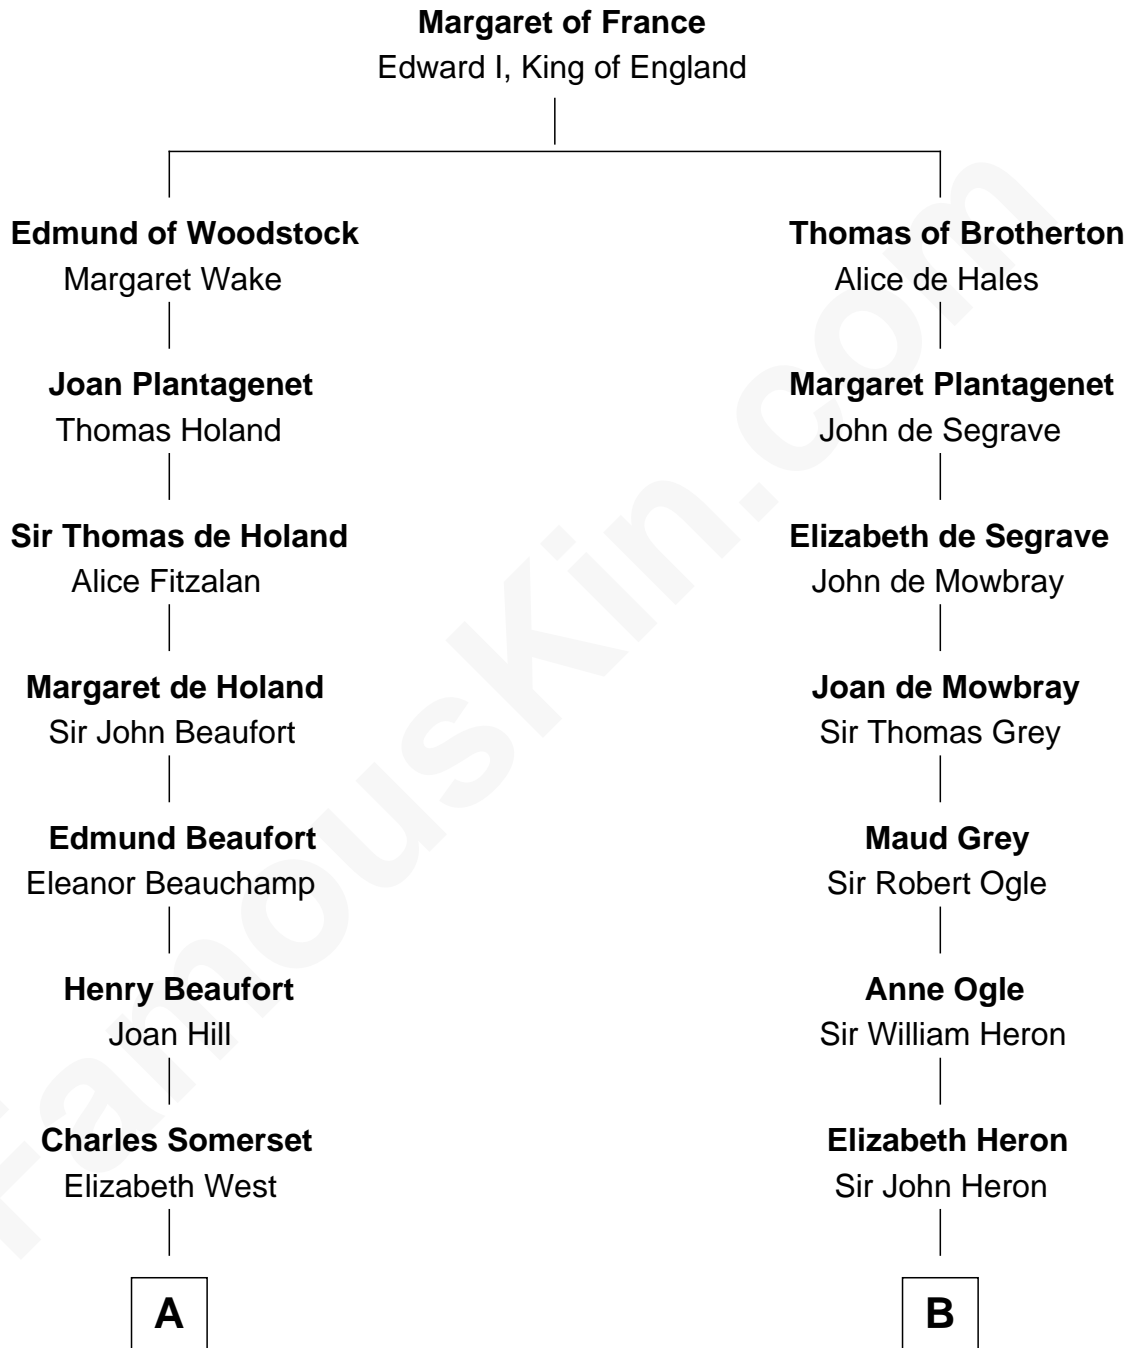 Margaret of France
Edward I, King of England
Edmund of Woodstock
Margaret Wake
Thomas of Brotherton
Alice de Hales
Joan Plantagenet
Thomas Holand
Margaret Plantagenet
John de Segrave
Sir Thomas de Holand
Alice Fitzalan
Elizabeth de Segrave
John de Mowbray
Margaret de Holand
Sir John Beaufort
Joan de Mowbray
Sir Thomas Grey
Edmund Beaufort
Eleanor Beauchamp
Maud Grey
Sir Robert Ogle
Henry Beaufort
Joan Hill
Anne Ogle
Sir William Heron
Charles Somerset
Elizabeth West
Elizabeth Heron
Sir John Heron
A
B
FamousKin.com